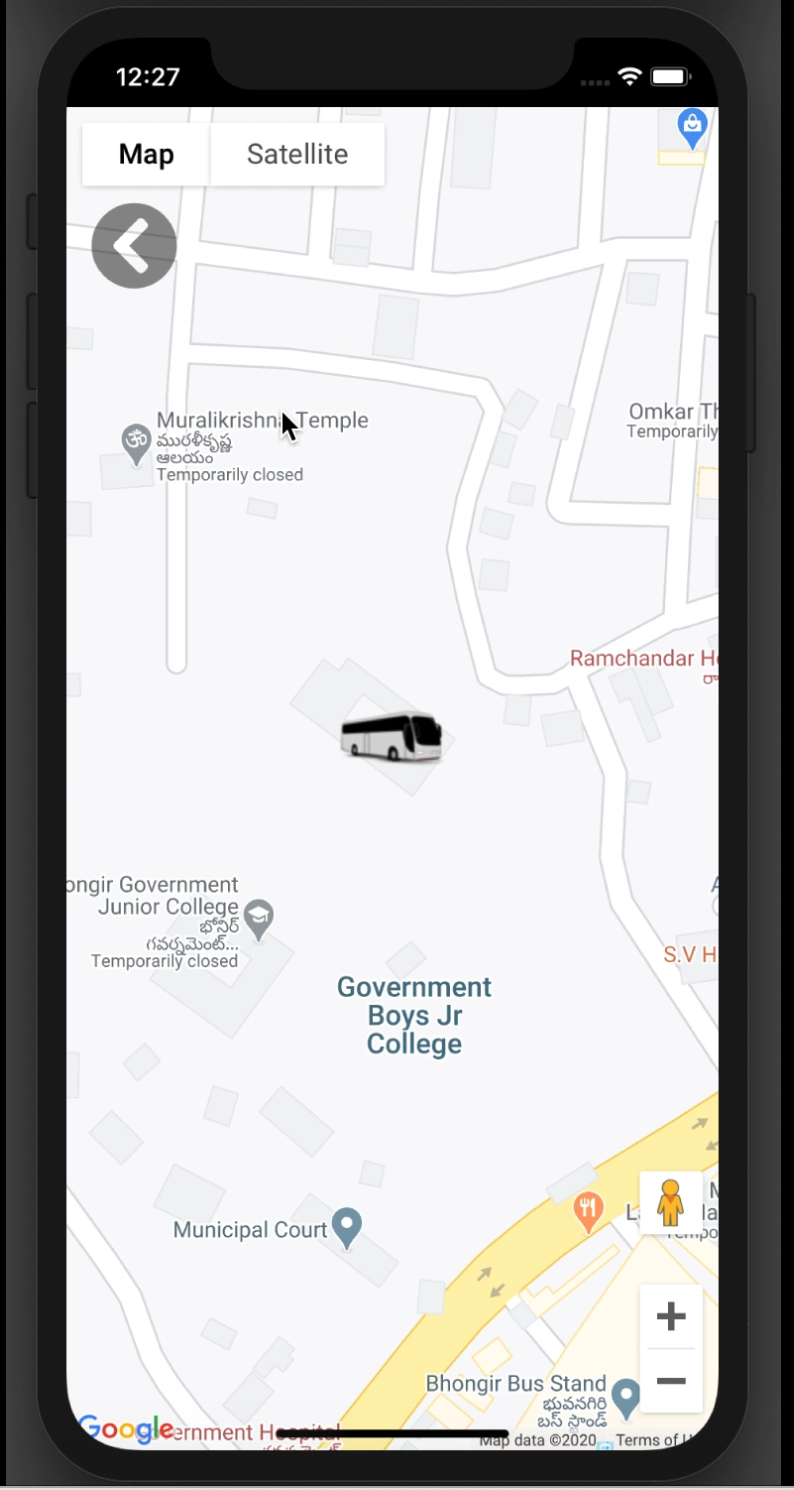 12:27
Map
Satellite
Muralikrishna Temple
మురళీకృష్ణ
ఆలయం
Temporarily closed
Omkar Th
Temporarily
Ramchandar H
ongir Government
Junior College
గవర్నమెంట్...
Temporarily closed
S.V H
Government
Boys Jr
College
Municipal Court
Bhongir Bus Stand
భువనగిరి
బస్ స్టాండ్
Google
ernment Hospital
Map data ©2020
Terms of U